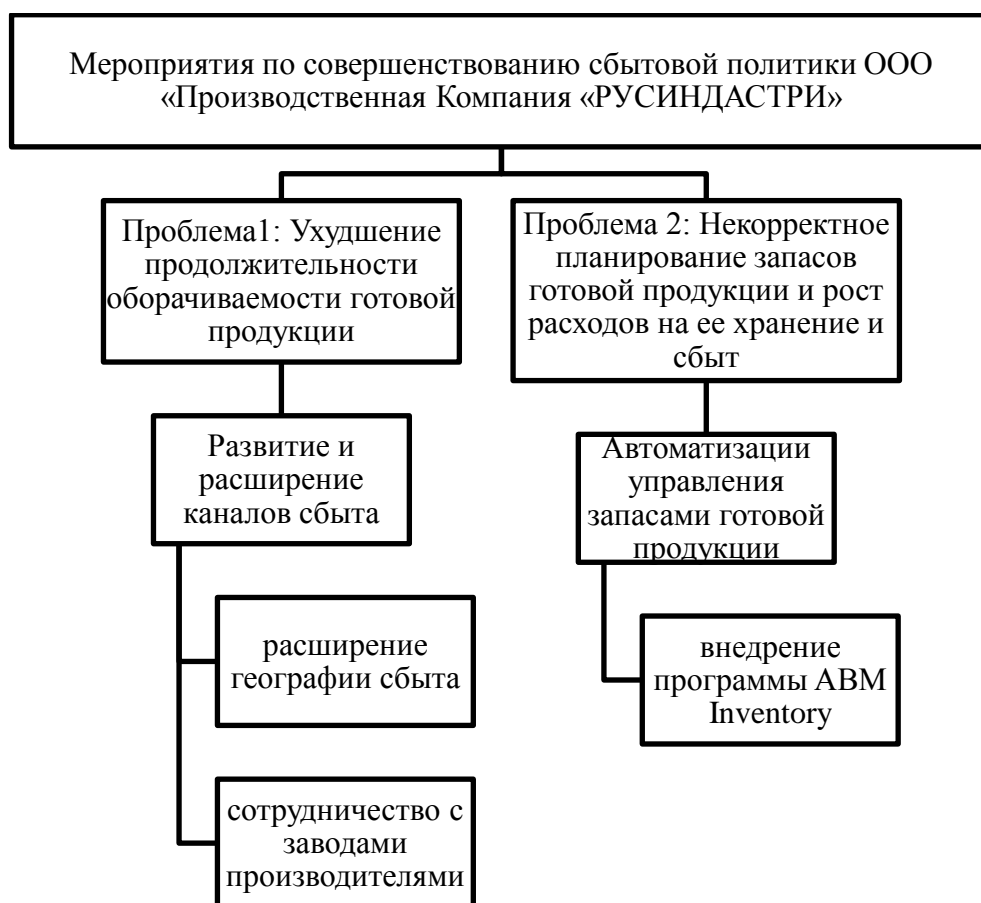 Мероприятия по совершенствованию сбытовой политики ООО
«Производственная Компания «РУСИНДАСТРИ»
Проблема1: Ухудшение
продолжительности
оборачиваемости готовой
продукции
Проблема 2: Некорректное
планирование запасов
готовой продукции и рост
расходов на ее хранение и
сбыт
Развитие и
расширение
каналов сбыта
Автоматизации
управления
запасами готовой
продукции
расширение
географии сбыта
внедрение
программы ABM
Inventory
сотрудничество с
заводами
производителями